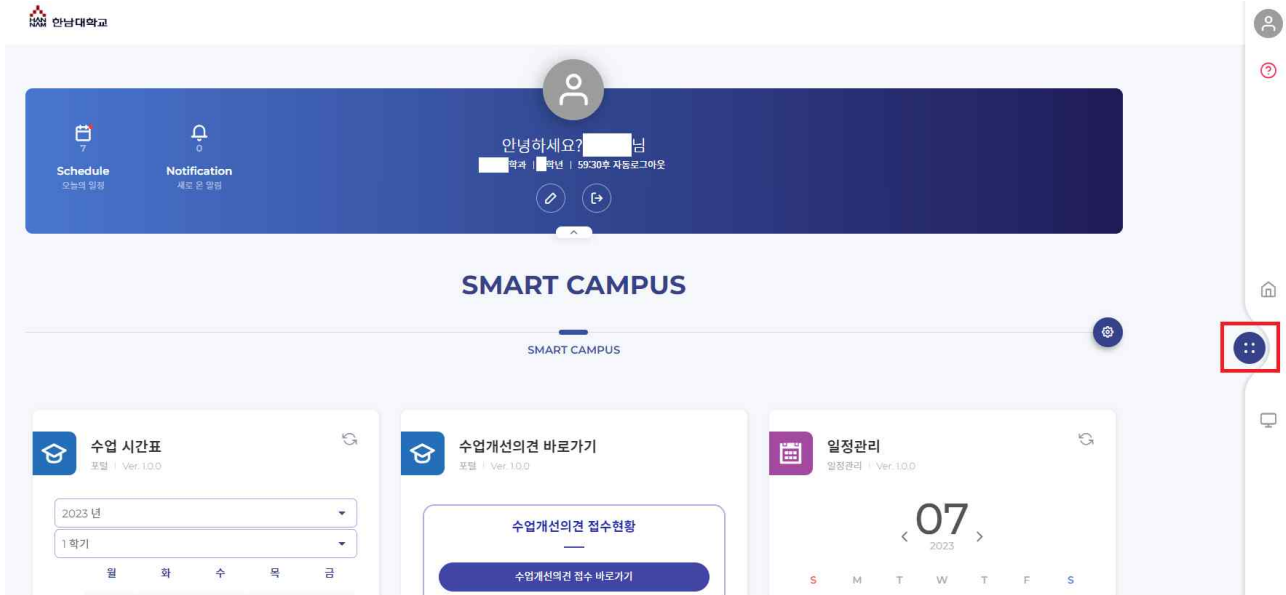 HAN NAM 한남대학교
7
Schedule
오늘의 일정
0
Notification
새로 온 알림
안녕하세요? 님
학과 | 학년 | 59:30후 자동로그아웃
SMART CAMPUS
SMART CAMPUS
수업 시간표
포털 | Ver. 1.0.0
2023 년
1 학기
월 화 수 목 금
수업개선의견 바로가기
포털 | Ver. 1.0.0
수업개선의견 접수현황
수업개선의견 접수 바로가기
일정관리
일정관리 | Ver. 1.0.0
< 07 >
2023
S M T W T F S